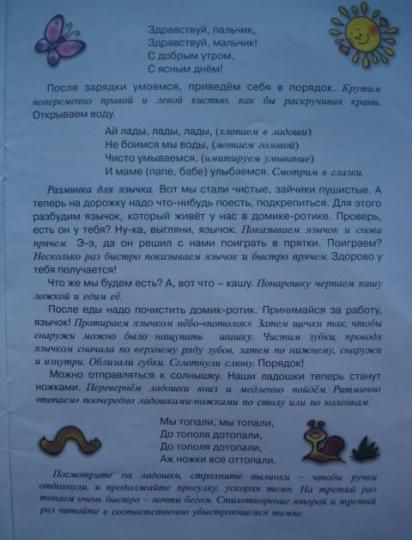 Здравствуй, пальчик,
Здравствуй, мальчик!
С добрым утром,
С ясным днём!
После зарядки умоемся, приведём себя в порядок. Крутим
попеременно правой и левой кистью, как бы раскручивая краны.
Открываем воду.
Ай лады, лады, лады, (хлопаем в ладоши)
Не боимся мы воды, (мотаем головой)
Чисто умываемся, (имитируем умывание)
И маме (папе, бабе) улыбаемся. Смотрим в глазки.
Разминка для язычка. Вот мы стали чистые, зайчики пушистые. А
теперь на дорожку надо что-нибудь поесть, подкрепиться. Для этого
разбудим язычок, который живёт у нас в домике-ротике. Проверь,
есть он у тебя? Ну-ка, выгляни, язычок. Показываем язычок и снова
прячем. Э-э, да он решил с нами поиграть в прятки. Поиграем?
Несколько раз быстро показываем язычок и быстро прячем. Здорово у
тебя получается!
Что же мы будем есть? А, вот что – кашу. Понарошку черпаем кашу
ложкой и едим её.
После еды надо почистить домик-ротик. Принимайся за работу,
язычок! Протираем язычком нёбо-«потолок». Затем щечки так, чтобы
снаружи можно было нащупать шишку. Чистим зубки, проводя
язычком сначала по верхнему ряду зубов, затем по нижнему, снаружи
и изнутри. Облизали губки. Сглотнули слюну. Порядок!
Можно отправляться к солнышку. Наши ладошки теперь станут
ножками. Перевернём ладошки вниз и медленно пойдём. Ритмично
«топаем» поочередно ладошками-ножками по столу или по коленкам.
Мы топали, мы топали,
До тополя дотопали,
До тополя дотопали,
Аж ножки все оттопали.
Посмотрите на ладошки, стряхните пылинки – чтобы ручки
отдохнули, и продолжайте прогулку, ускоряя темп. На третий раз
топаем очень быстро – почти бегом. Стихотворение второй и третий
раз читайте в соответственно убыстряющемся темпе.